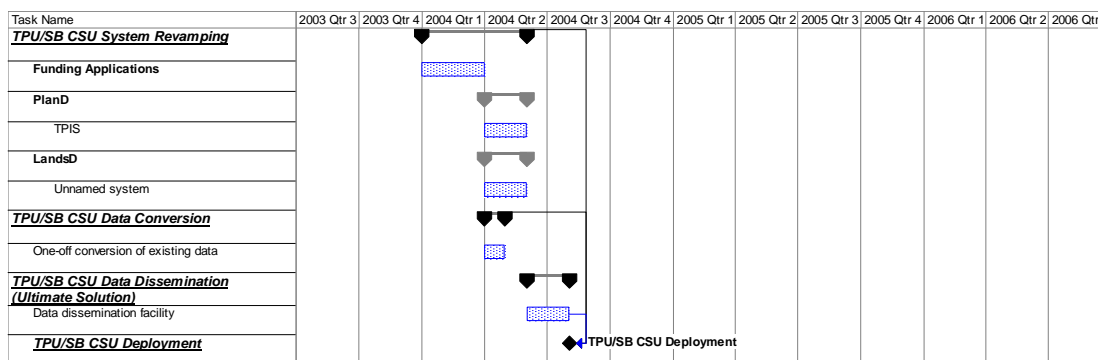 Task Name 2003 Qtr 3 2003 Qtr 4 2004 Qtr 1 2004 Qtr 2 2004 Qtr 3 2004 Qtr 4 2005 Qtr 1 2005 Qtr 2 2005 Qtr 3 2005 Qtr 4 2006 Qtr 1 2006 Qtr 2 2006 Qtr
TPU/SB CSU System Revamping
Funding Applications
PlanD
TPIS
LandsD
Unnamed system
TPU/SB CSU Data Conversion
One-off conversion of existing data
TPU/SB CSU Data Dissemination
(Ultimate Solution)
Data dissemination facility
TPU/SB CSU Deployment TPU/SB CSU Deployment